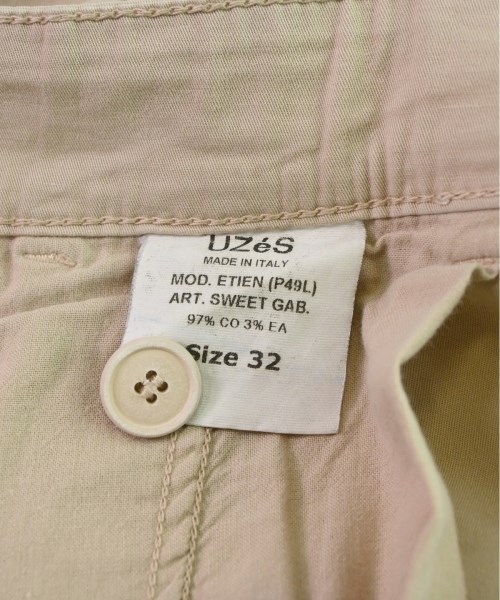 UZéS
MADE IN ITALY
MOD. ETIEN (P49L)
ART. SWEET GAB.
97% CO 3% EA
Size 32